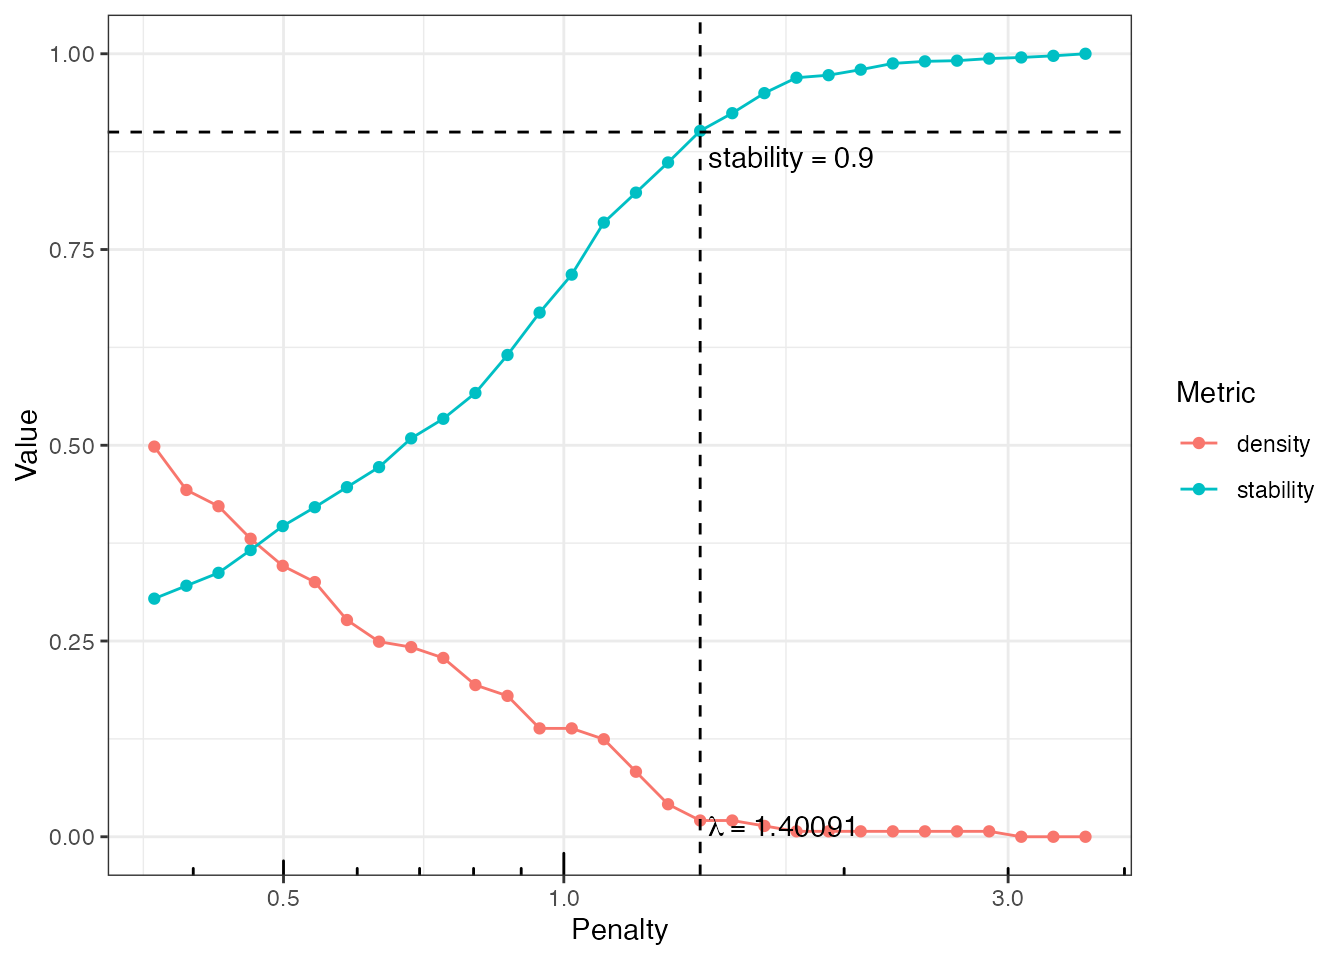 1.00
0.75
0.50
0.25
0.00
Value
stability = 0.9
λ = 1.40091
0.5
1.0
3.0
Penalty
Metric
density
stability